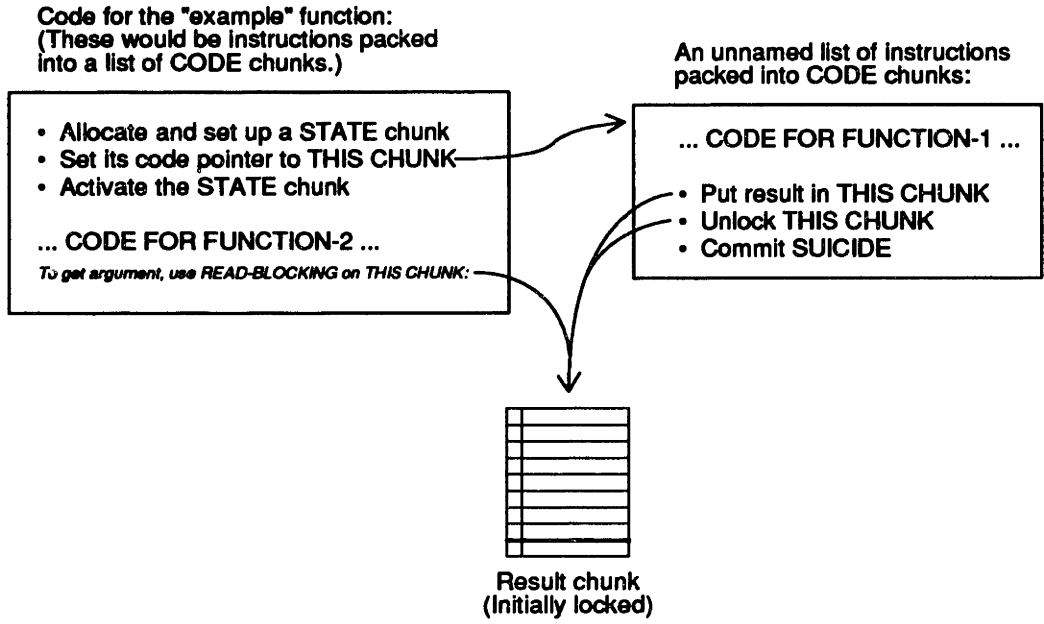 Code for the "example" function:
(These would be instructions packed
into a list of CODE chunks.)
• Allocate and set up a STATE chunk
• Set its code pointer to THIS CHUNK
• Activate the STATE chunk
... CODE FOR FUNCTION-2 ...
To get argument, use READ-BLOCKING on THIS CHUNK:
An unnamed list of instructions
packed into CODE chunks:
... CODE FOR FUNCTION-1 ...
• Put result in THIS CHUNK
• Unlock THIS CHUNK
• Commit SUICIDE
Result chunk
(Initially locked)